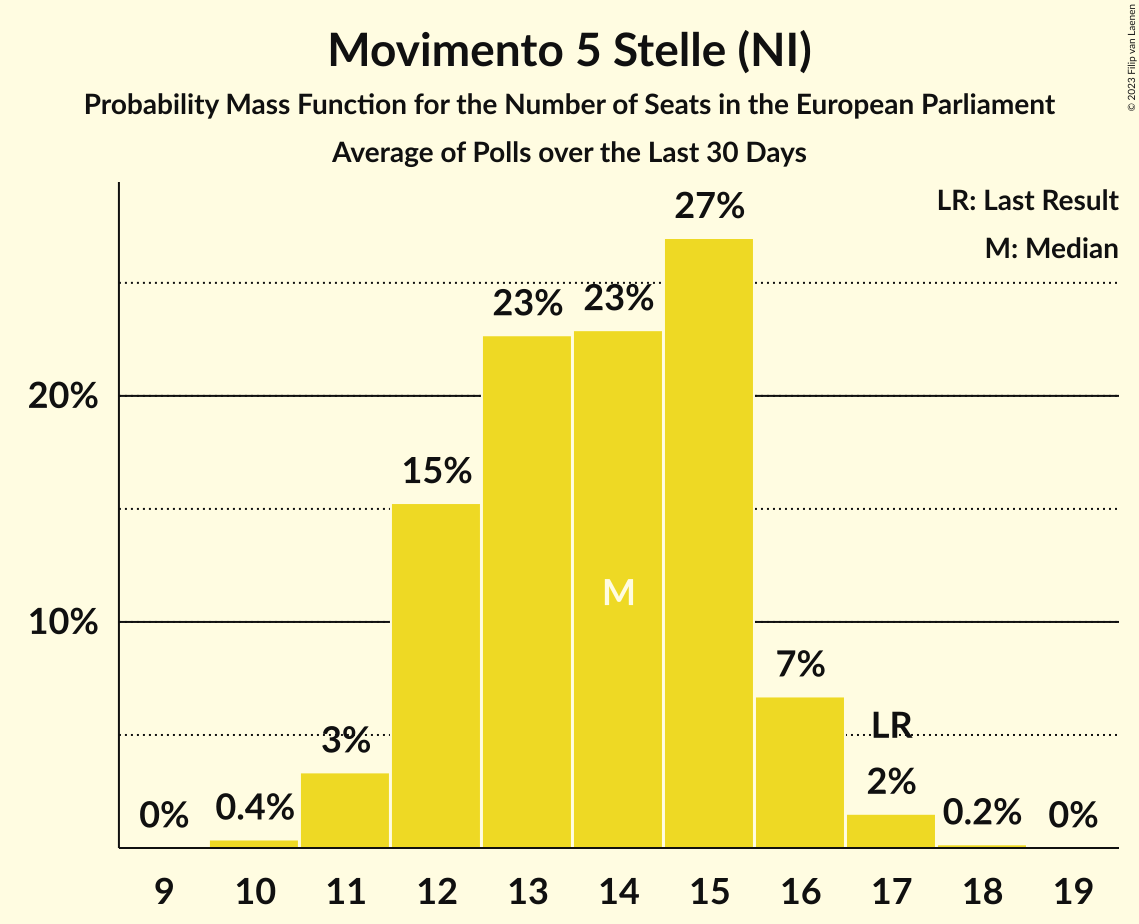 Movimento 5 Stelle (NI)
Probability Mass Function for the Number of Seats in the European Parliament
Average of Polls over the Last 30 Days
© 2023 Filip van Laenen
LR: Last Result
M: Median
27%
23%
23%
20%
15%
M
10%
7%
LR
3%
2%
0%
0.4%
0.2%
0%
9 10 11 12 13 14 15 16 17 18 19